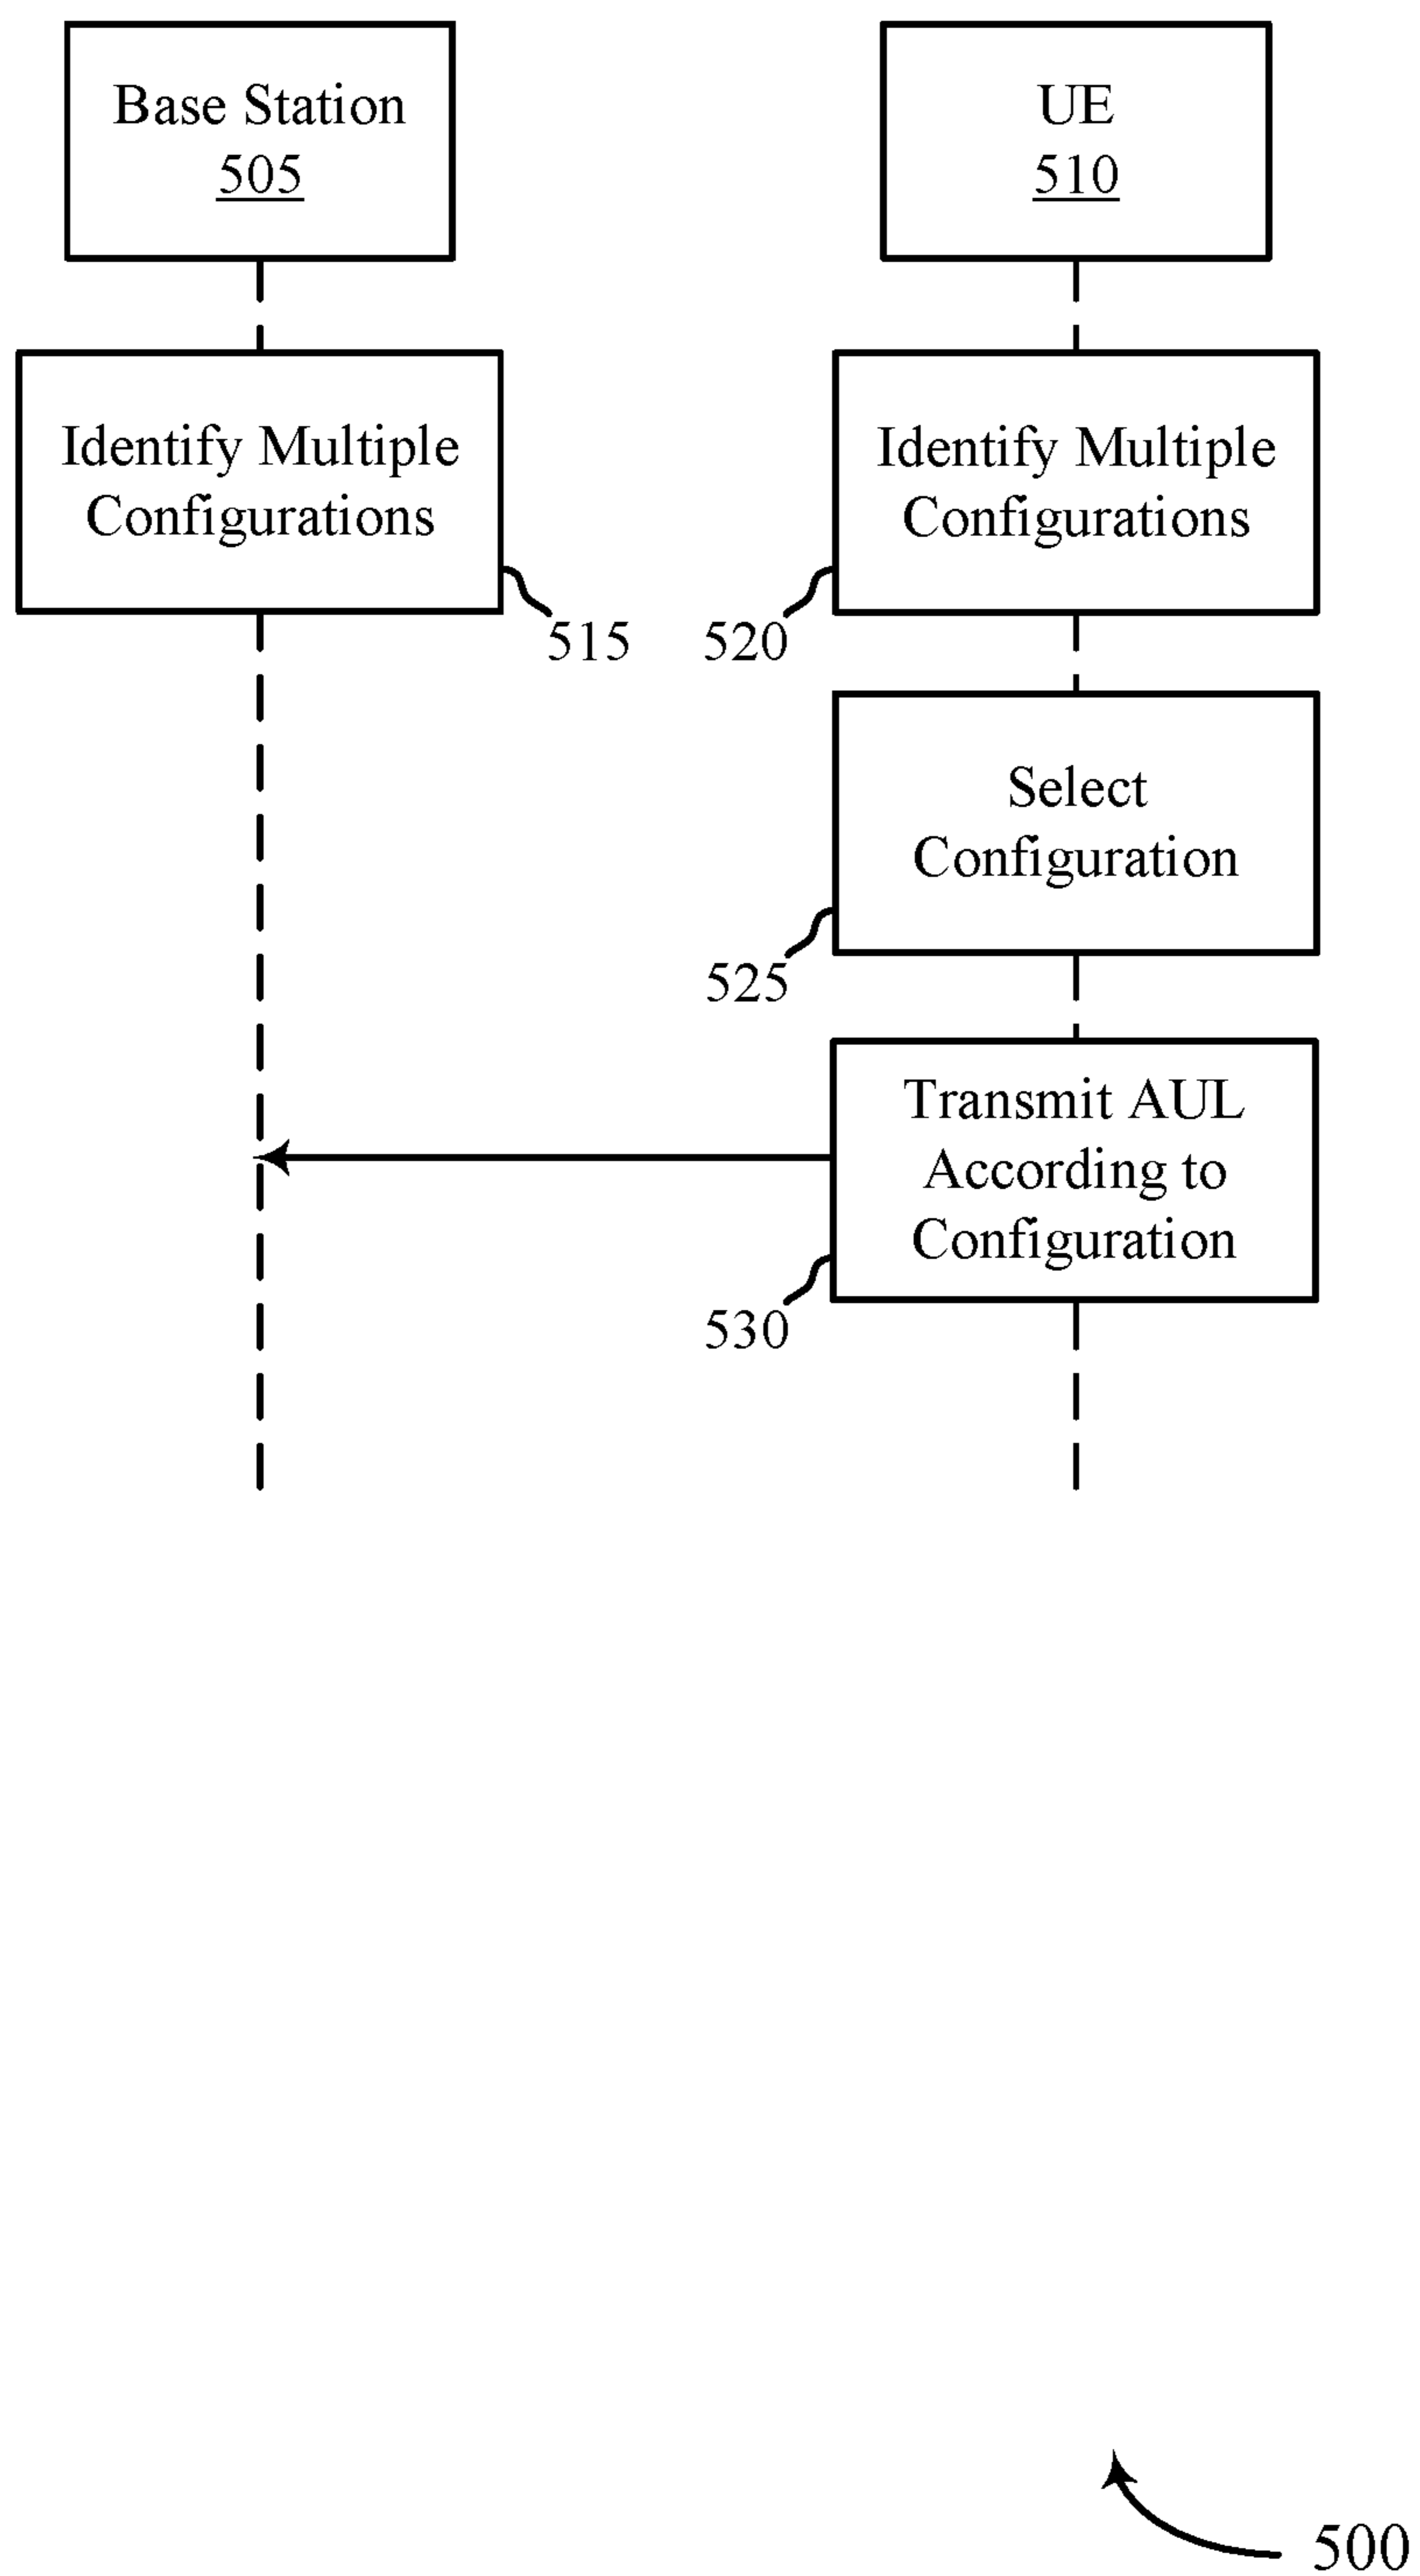 Base Station
505
UE
510
Identify Multiple
Configurations
515
Identify Multiple
Configurations
520
Select
Configuration
525
Transmit AUL
According to
Configuration
530
500